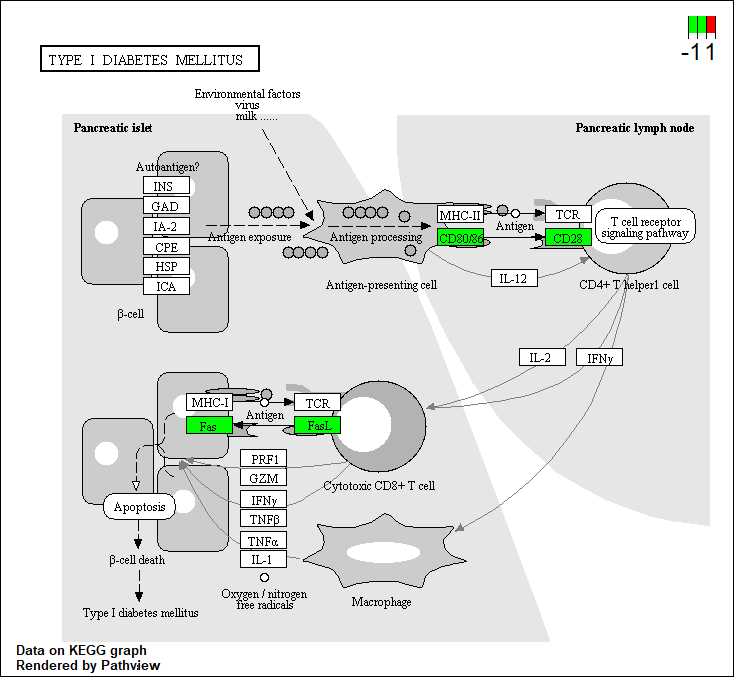 -11
TYPE I DIABETES MELLITUS
Environmental factors
virus
milk ......
Pancreatic islet
Pancreatic lymph node
Autoantigen?
INS
GAD
IA-2
CPE
HSP
ICA
β-cell
Antigen exposure
Antigen processing
Antigen-presenting cell
MHC-II
CD80/86
Antigen
TCR
CD28
T cell receptor
signaling pathway
IL-12
CD4+ T helper1 cell
IL-2
IFNγ
MHC-I
Fas
Antigen
TCR
FasL
PRF1
GZM
IFNγ
TNFβ
TNFα
IL-1
Cytotoxic CD8+ T cell
Apoptosis
β-cell death
Type I diabetes mellitus
Oxygen / nitrogen
free radicals
Macrophage
Data on KEGG graph
Rendered by Pathview